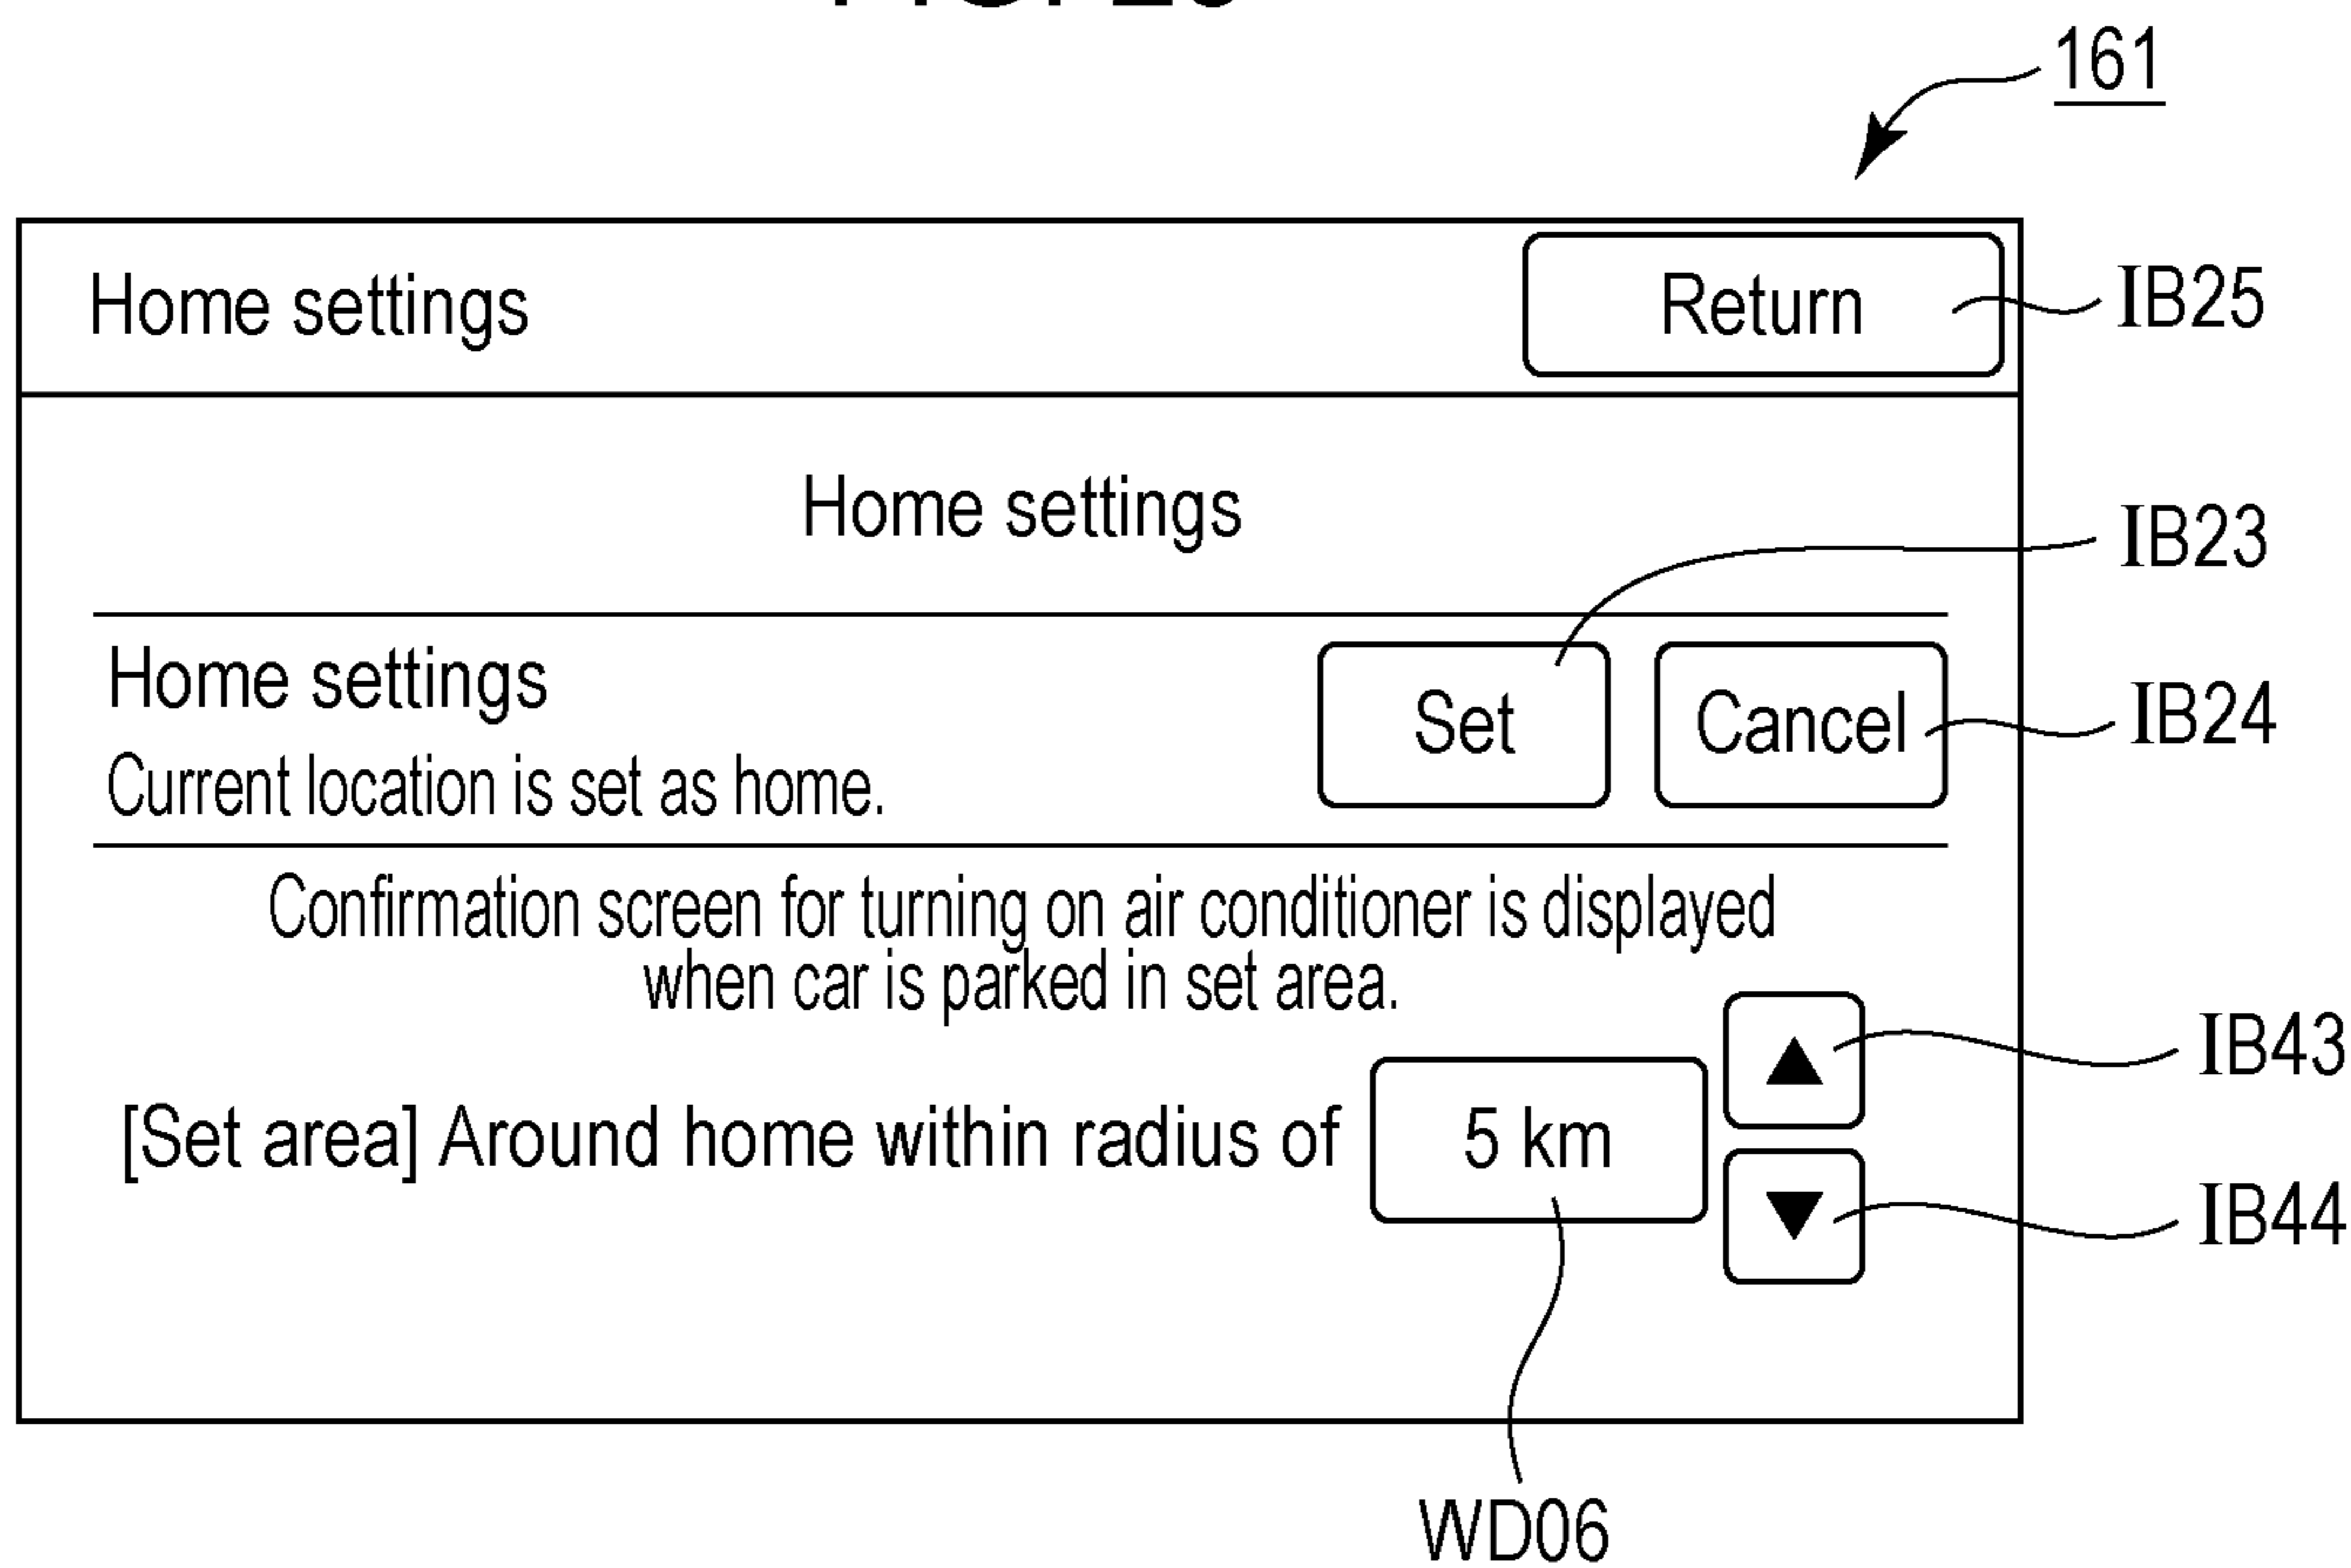 161
Home settings
Return
IB25
Home settings
IB23
Home settings
Set
Cancel
IB24
Current location is set as home.
Confirmation screen for turning on air conditioner is displayed
when car is parked in set area.
IB43
[Set area] Around home within radius of
5 km
▲
▼
IB44
WD06